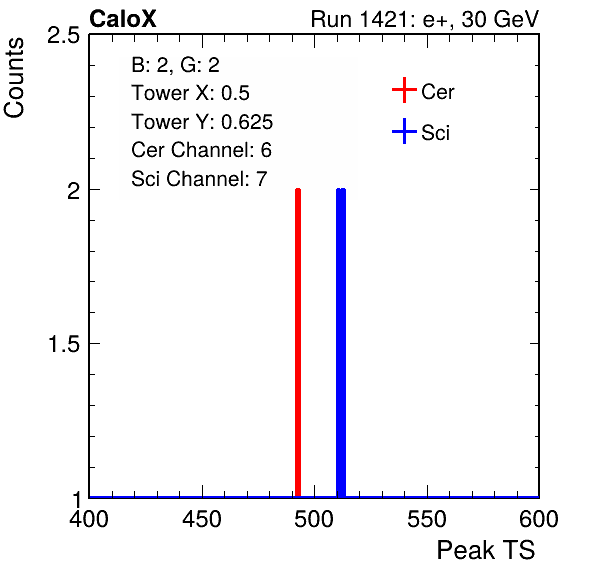 CaloX Run 1421: e+, 30 GeV
Counts
2.5
B: 2, G: 2
Tower X: 0.5
Tower Y: 0.625
Cer Channel: 6
Sci Channel: 7
Cer
Sci
2
1.5
1
400 450 500 550 600
Peak TS